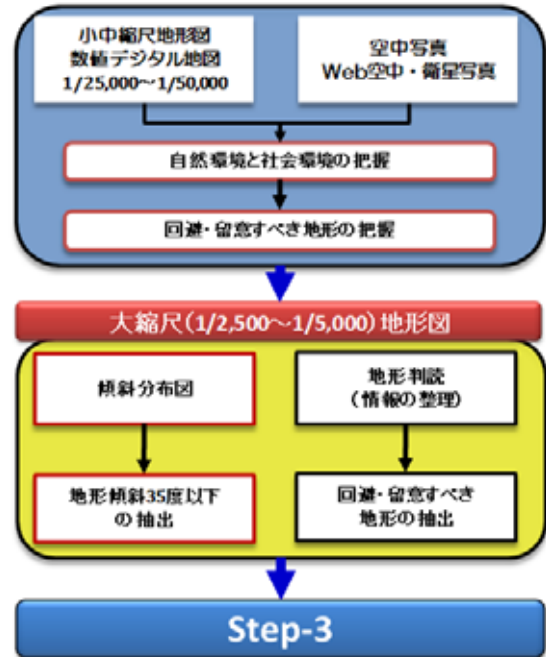 小中縮尺地形図
数値デジタル地図
1/25,000～1/50,000
空中写真
Web空中・衛星写真
自然環境と社会環境の把握
回避・留意すべき地形の把握
大縮尺(1/2,500～1/5,000)地形図
傾斜分布図
地形傾斜35度以下
の抽出
地形判読
(情報の整理)
回避・留意すべき
地形の抽出
Step-3